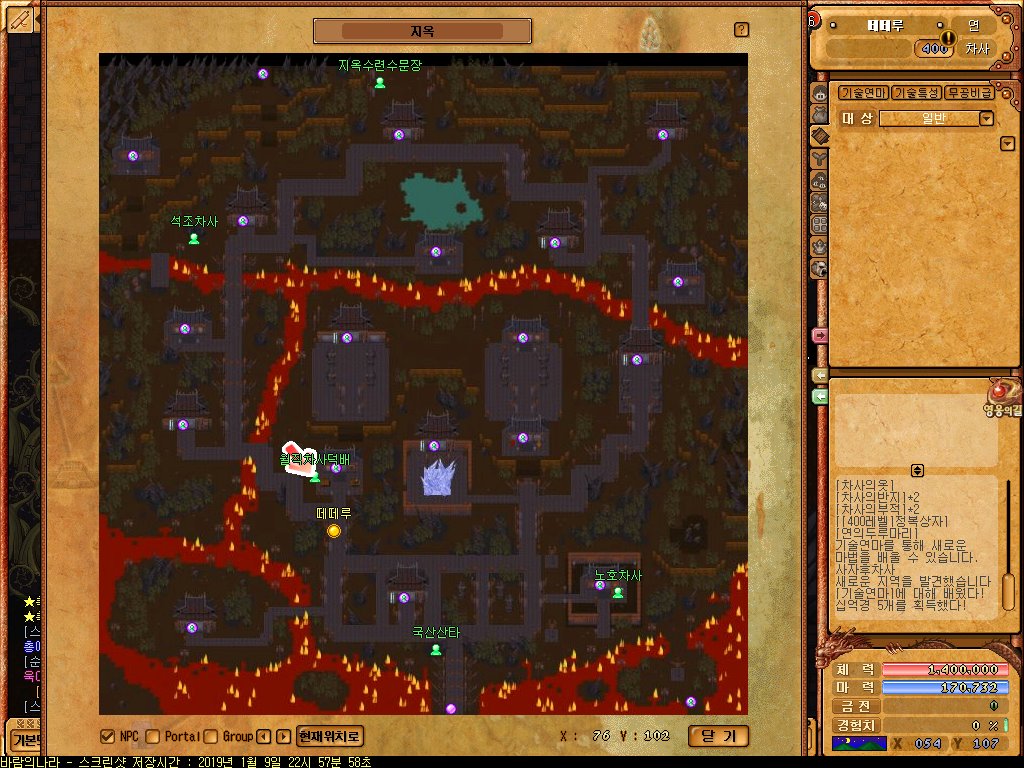 지옥
?
지옥수련수문장
석조차사
월직차사덕배
떼떼루
노호차사
국산산타
NPC Portal Group 현재위치로
X : 76 Y : 102 닫 기
떼떼루 연
400 차사
기술연마 기술특성 무공비급
대 상 일반
영웅의길
[차사의옷]
[차사의반지]*2
[차사의부적]*2
[[400레벨]정복상자]
[연의두루마리]
기술연마를 통해 새로운
마법을 배울 수 있습니다.
사자후차사
새로운 지역을 발견했습니다
[기술연마]에 대해 배웠다!
십억경 5개를 획득했다!
체 력 1,400,000
마 력 170,732
금 전 0
경험치 0 %
X 054 Y 107
바람의나라 - 스크린샷 저장시간 : 2019년 1월 9일 22시 57분 58초